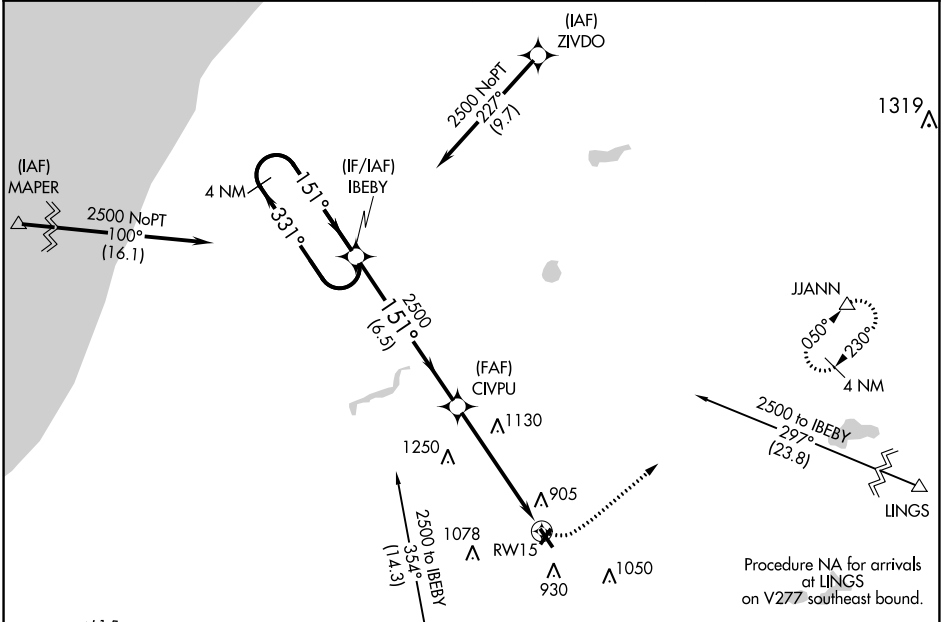 (IAF)
ZIVDO
2500 NoPT
227°
(9.7)
1319
(IAF)
MAPER
2500 NoPT
100°
(16.1)
4 NM
151°
331°
(IF/IAF)
IBEBY
2500
151°
(6.5)
(FAF)
CIVPU
JJANN
050°
230°
4 NM
1130
1250
2500 to IBEBY
297°
(23.8)
LINGS
905
1078
RW15
930
1050
2500 to IBEBY
354°
(14.3)
Procedure NA for arrivals
at LINGS
on V277 southeast bound.